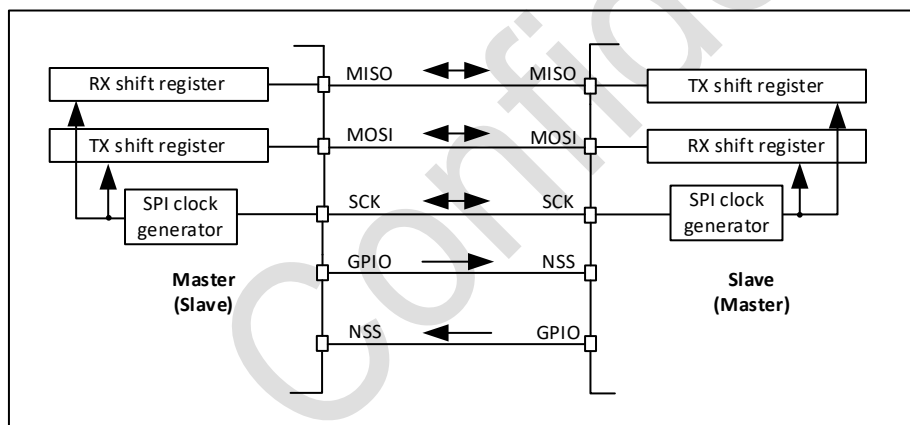 RX shift register
MISO
MISO
TX shift register
TX shift register
MOSI
MOSI
RX shift register
SPI clock
generator
SCK
SCK
SPI clock
generator
GPIO
NSS
Master
(Slave)
Slave
(Master)
NSS
GPIO